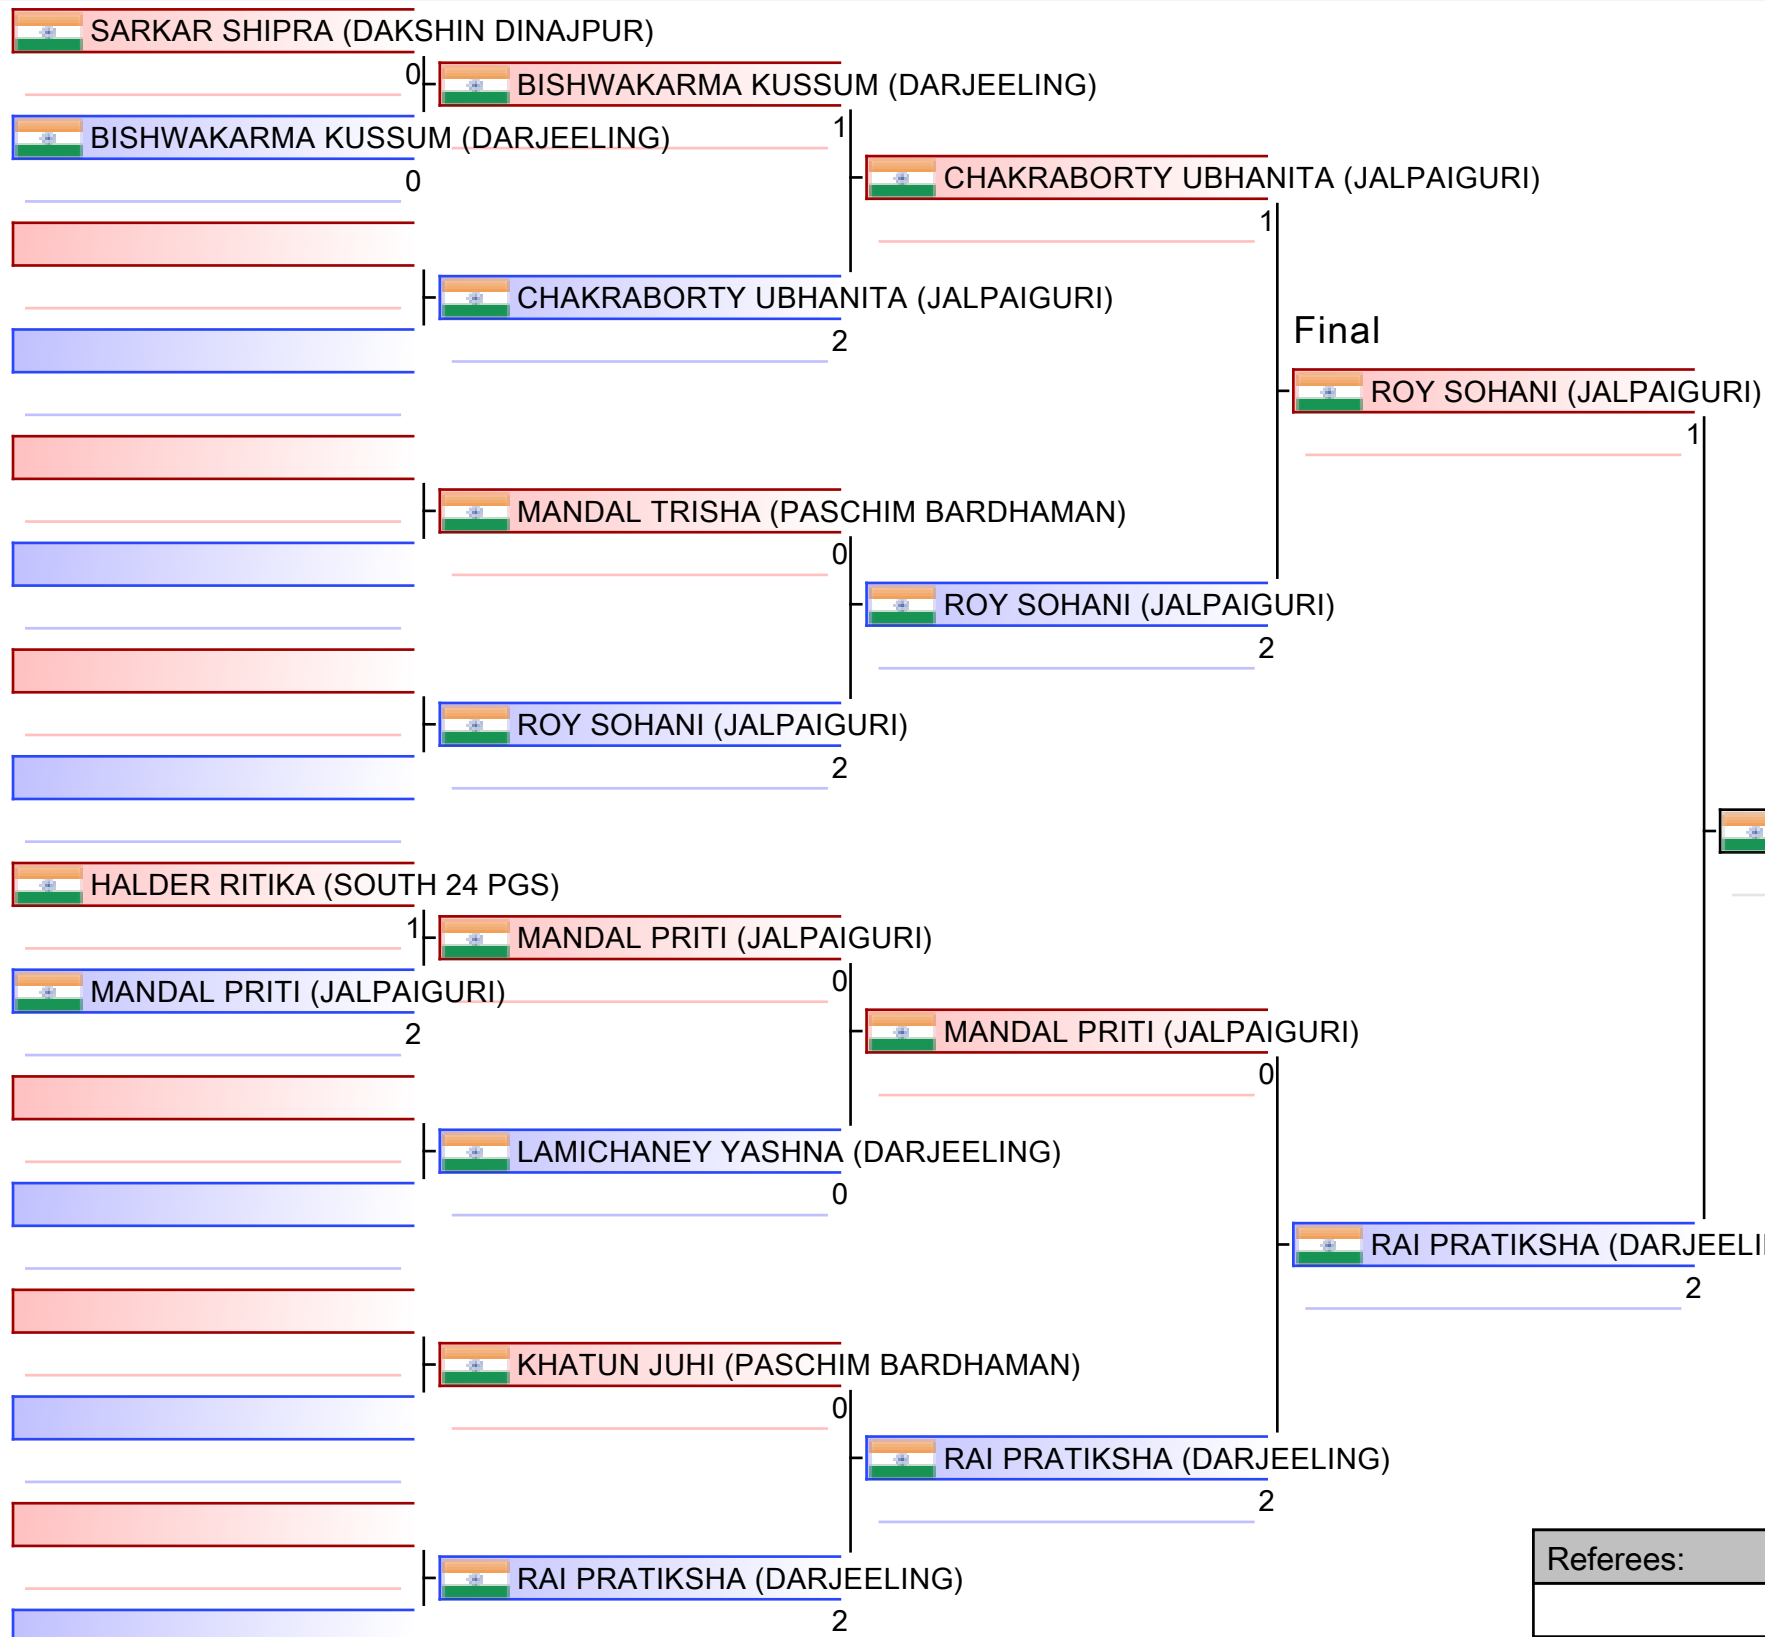 SARKAR SHIPRA (DAKSHIN DINAJPUR)
0
BISHWAKARMA KUSSUM (DARJEELING)
1
BISHWAKARMA KUSSUM (DARJEELING)
0
CHAKRABORTY UBHANITA (JALPAIGURI)
1
CHAKRABORTY UBHANITA (JALPAIGURI)
2
Final
ROY SOHANI (JALPAIGURI)
1
MANDAL TRISHA (PASCHIM BARDHAMAN)
0
ROY SOHANI (JALPAIGURI)
2
ROY SOHANI (JALPAIGURI)
2
HALDER RITIKA (SOUTH 24 PGS)
1
MANDAL PRITI (JALPAIGURI)
0
MANDAL PRITI (JALPAIGURI)
2
MANDAL PRITI (JALPAIGURI)
0
LAMICHANEY YASHNA (DARJEELING)
0
RAI PRATIKSHA (DARJEELI
2
KHATUN JUHI (PASCHIM BARDHAMAN)
0
RAI PRATIKSHA (DARJEELING)
2
RAI PRATIKSHA (DARJEELING)
2
Referees: